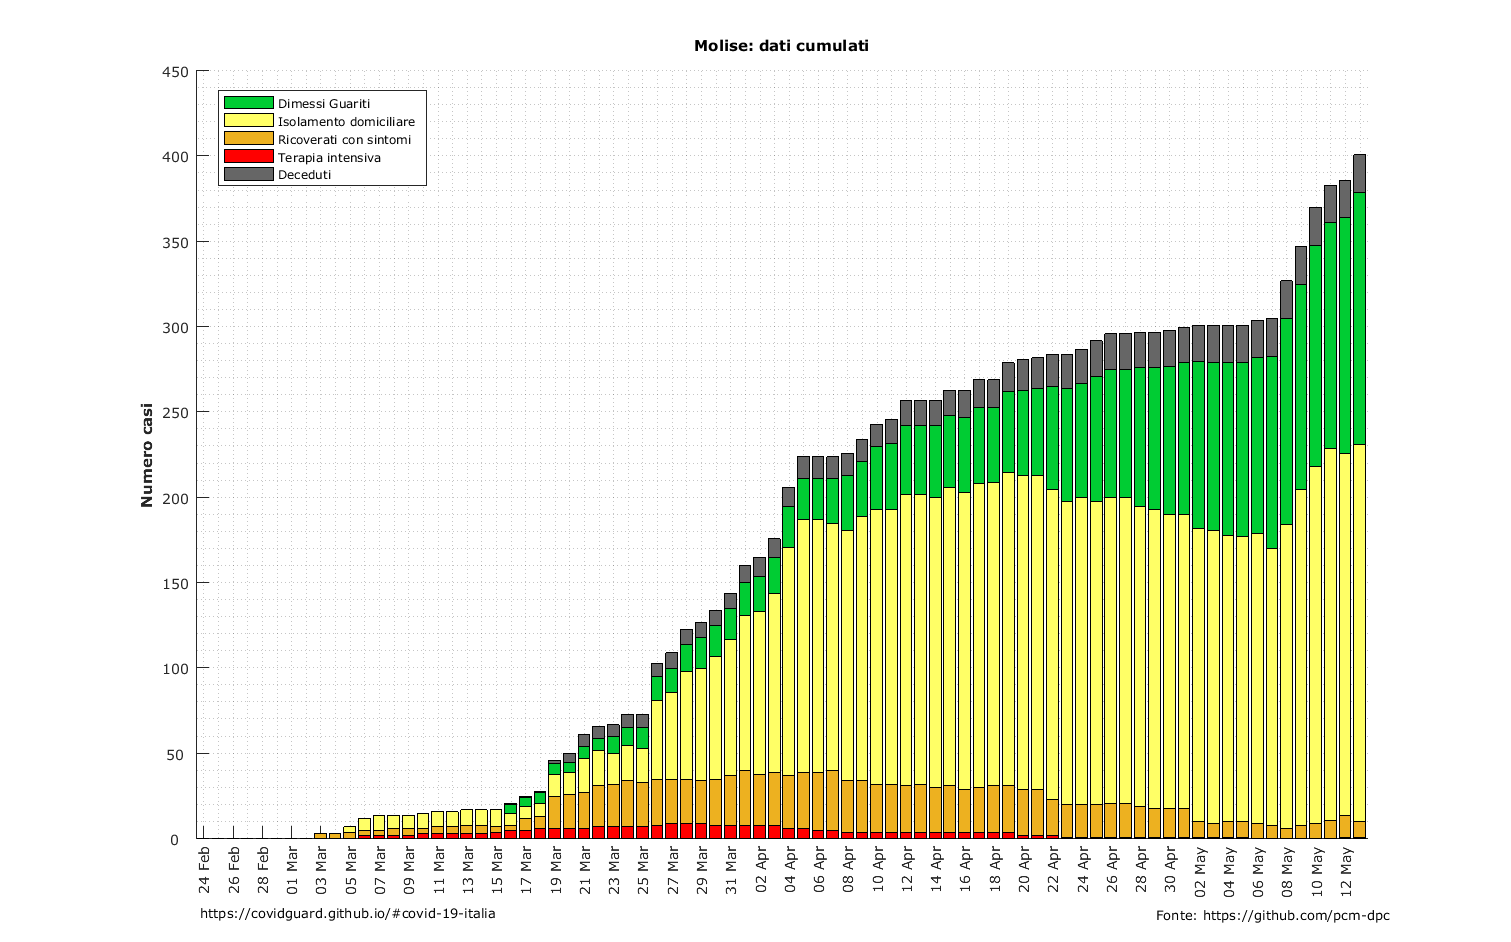 Molise: dati cumulati
450
400
350
300
250
200
150
100
50
0
Numero casi
Dimessi Guariti
Isolamento domiciliare
Ricoverati con sintomi
Terapia intensiva
Deceduti
24 Feb
26 Feb
28 Feb
01 Mar
03 Mar
05 Mar
07 Mar
09 Mar
11 Mar
13 Mar
15 Mar
17 Mar
19 Mar
21 Mar
23 Mar
25 Mar
27 Mar
29 Mar
31 Mar
02 Apr
04 Apr
06 Apr
08 Apr
10 Apr
12 Apr
14 Apr
16 Apr
18 Apr
20 Apr
22 Apr
24 Apr
26 Apr
28 Apr
30 Apr
02 May
04 May
06 May
08 May
10 May
12 May
https://covidguard.github.io/#covid-19-italia
Fonte: https://github.com/pcm-dpc